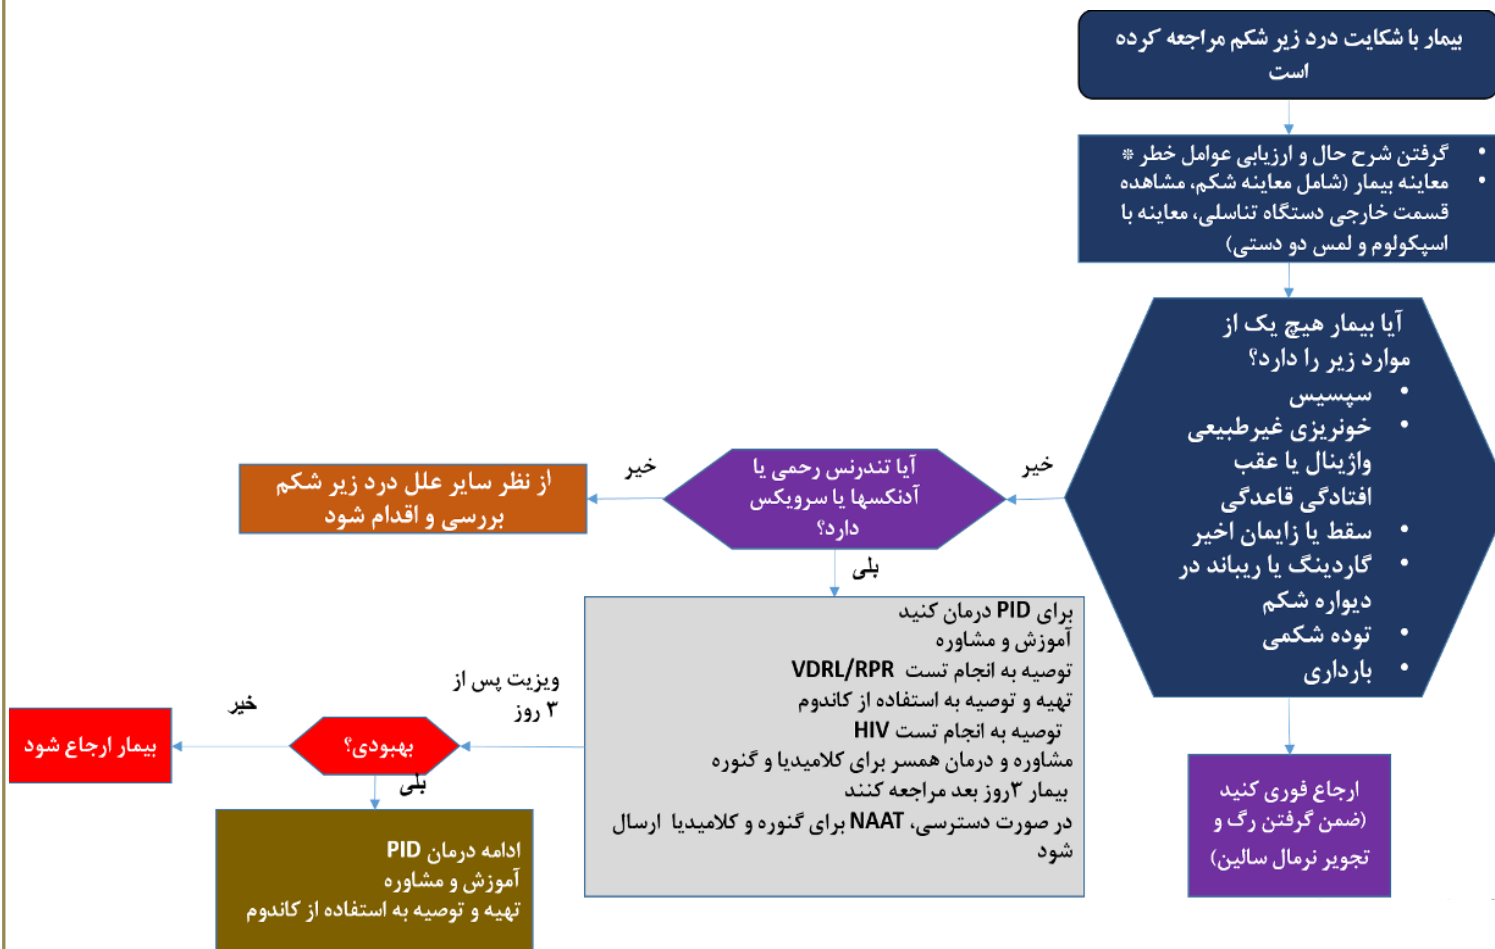 بیمار با شکایت درد زیر شکم مراجعه کرده
است
• گرفتن شرح حال و ارزیابی عوامل خطر *
• معاینه بیمار (شامل معاینه شکم، مشاهده
قسمت خارجی دستگاه تناسلی، معاینه با
اسپکولوم و لمس دو دستی)
آیا بیمار هیچ یک از
موارد زیر را دارد؟
• سپسیس
• خونریزی غیرطبیعی
واژینال یا عقب
افتادگی قاعدگی
• سقط یا زایمان اخیر
• گاردینگ یا ریباند در
دیواره شکم
• توده شکمی
• بارداری
ارجاع فوری کنید
(ضمن گرفتن رگ و
تجویر نرمال سالین)
خیر
آیا تندرنس رحمی یا
آدنکسها یا سرویکس
دارد؟
خیر
از نظر سایر علل درد زیر شکم
بررسی و اقدام شود
بلی
برای PID درمان کنید
آموزش و مشاوره
توصیه به انجام تست VDRL/RPR
تهیه و توصیه به استفاده از کاندوم
توصیه به انجام تست HIV
مشاوره و درمان همسر برای کلامیدیا و گنوره
بیمار ۳روز بعد مراجعه کنند
در صورت دسترسی، NAAT برای گنوره و کلامیدیا ارسال
شود
ویزیت پس از
۳ روز
بهبودی؟
خیر
بیمار ارجاع شود
بلی
ادامه درمان PID
آموزش و مشاوره
تهیه و توصیه به استفاده از کاندوم